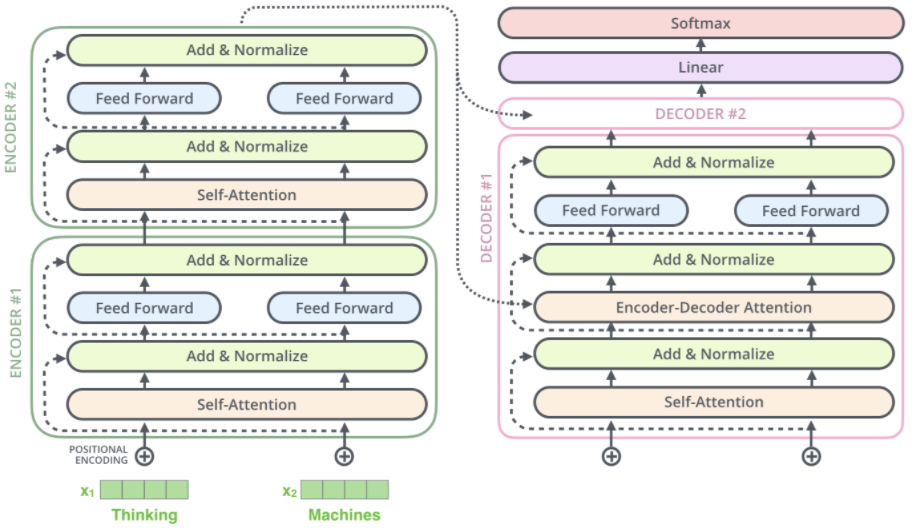 ENCODER #2
Add & Normalize
Feed Forward
Feed Forward
Add & Normalize
Self-Attention
ENCODER #1
Add & Normalize
Feed Forward
Feed Forward
Add & Normalize
Self-Attention
POSITIONAL
ENCODING
x1
x2
Thinking
Machines
Softmax
Linear
DECODER #2
DECODER #1
Add & Normalize
Feed Forward
Feed Forward
Add & Normalize
Encoder-Decoder Attention
Add & Normalize
Self-Attention